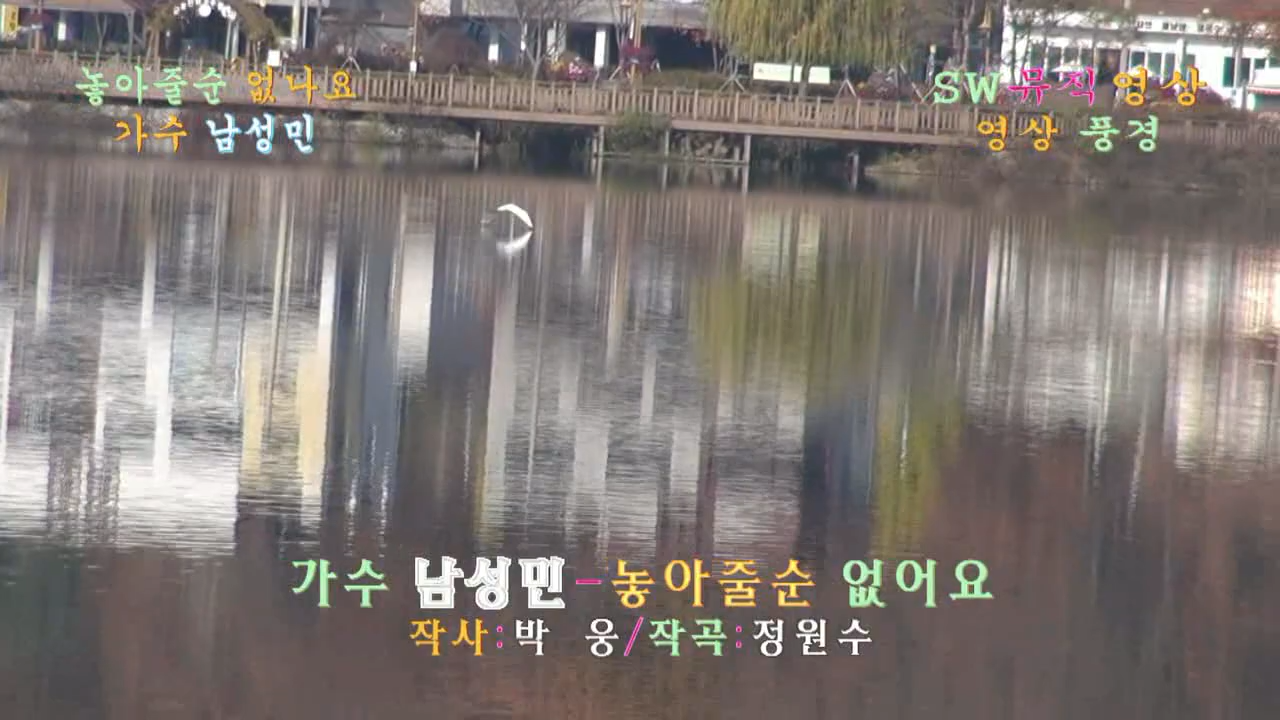 놓아줄순 없나요
가수 남성민
SW뮤직 영상
영상 풍경
가수 남성민-놓아줄순 없어요
작사:박 웅/작곡:정원수